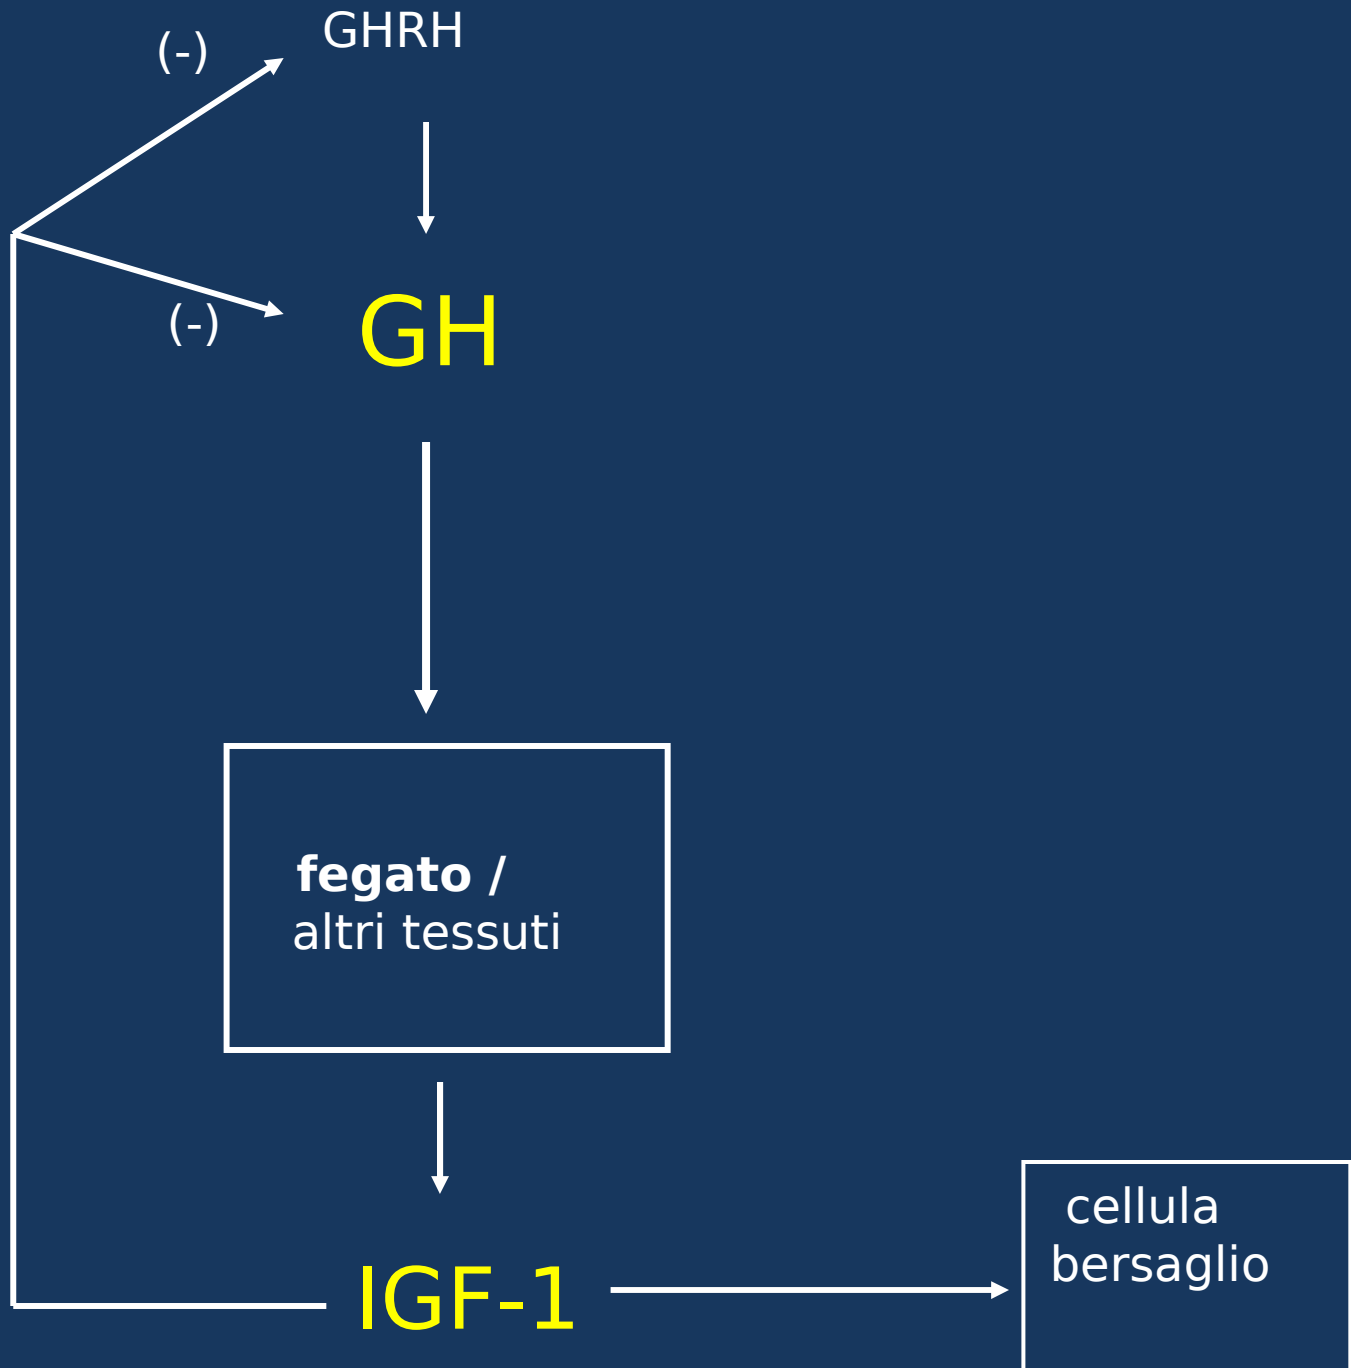 GHRH
(-)
GH
(-)
fegato /
altri tessuti
cellula
bersaglio
IGF-1